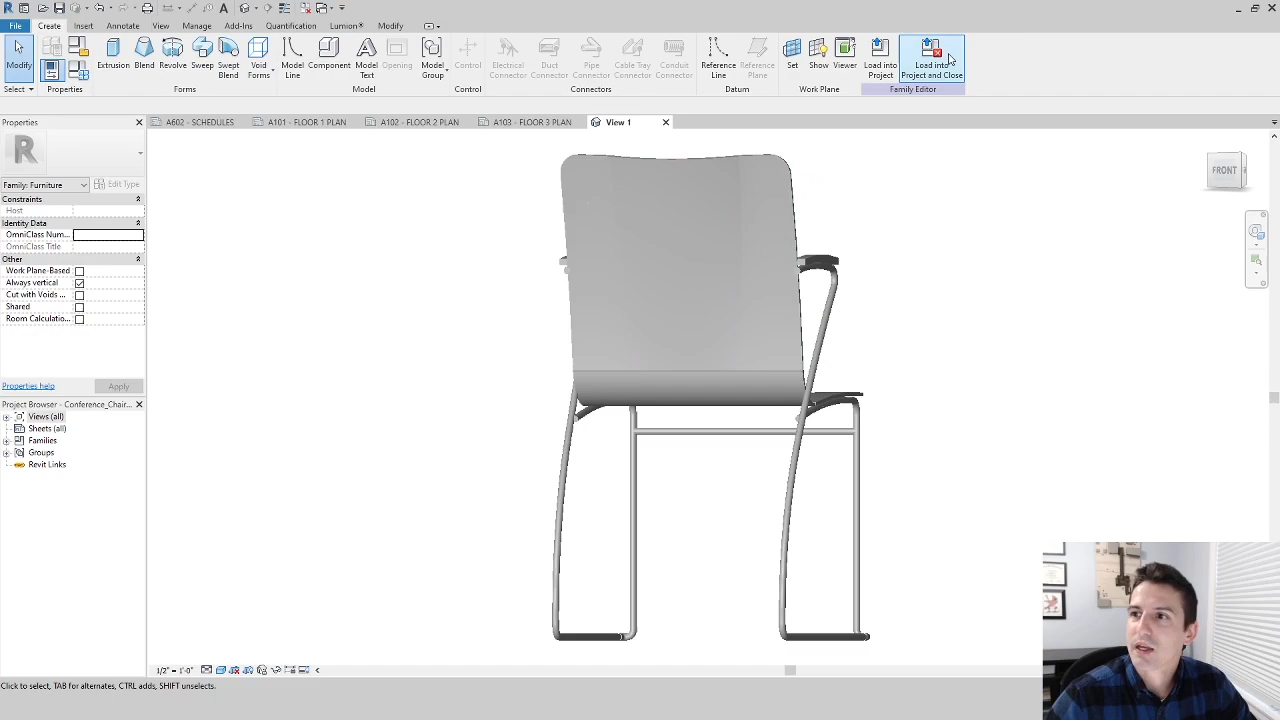 File Create Insert Annotate View Manage Add-Ins Quantification Lumion® Modify
Modify Extrusion Blend Revolve Sweep Swept Blend Void Forms Model Line Component Model Text Opening Model Group Control Electrical Connector Duct Connector Pipe Connector Cable Tray Connector Conduit Connector Reference Line Reference Plane Set Show Viewer Load into Project Load into Project and Close
Select Properties Forms Model Control Connectors Datum Work Plane Family Editor
Properties A602 - SCHEDULES A101 - FLOOR 1 PLAN A102 - FLOOR 2 PLAN A103 - FLOOR 3 PLAN View 1
R
FRONT
Family: Furniture Edit Type
Constraints
Host
Identity Data
OmniClass Num...
OmniClass Title
Other
Work Plane-Based
Always vertical
Cut with Voids ...
Shared
Room Calculatio...
Properties help Apply
Project Browser - Conference_Chair...
Views (all)
Sheets (all)
Families
Groups
Revit Links
1/2" = 1'-0"
Click to select, TAB for alternates, CTRL adds, SHIFT unselects.